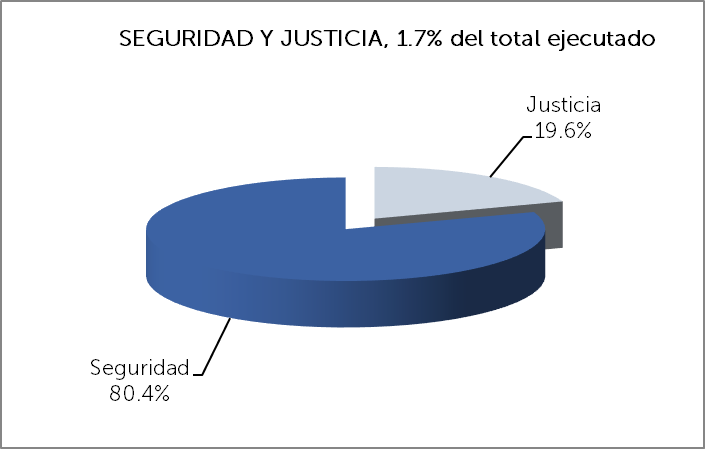 SEGURIDAD Y JUSTICIA, 1.7% del total ejecutado
Justicia
19.6%
Seguridad
80.4%